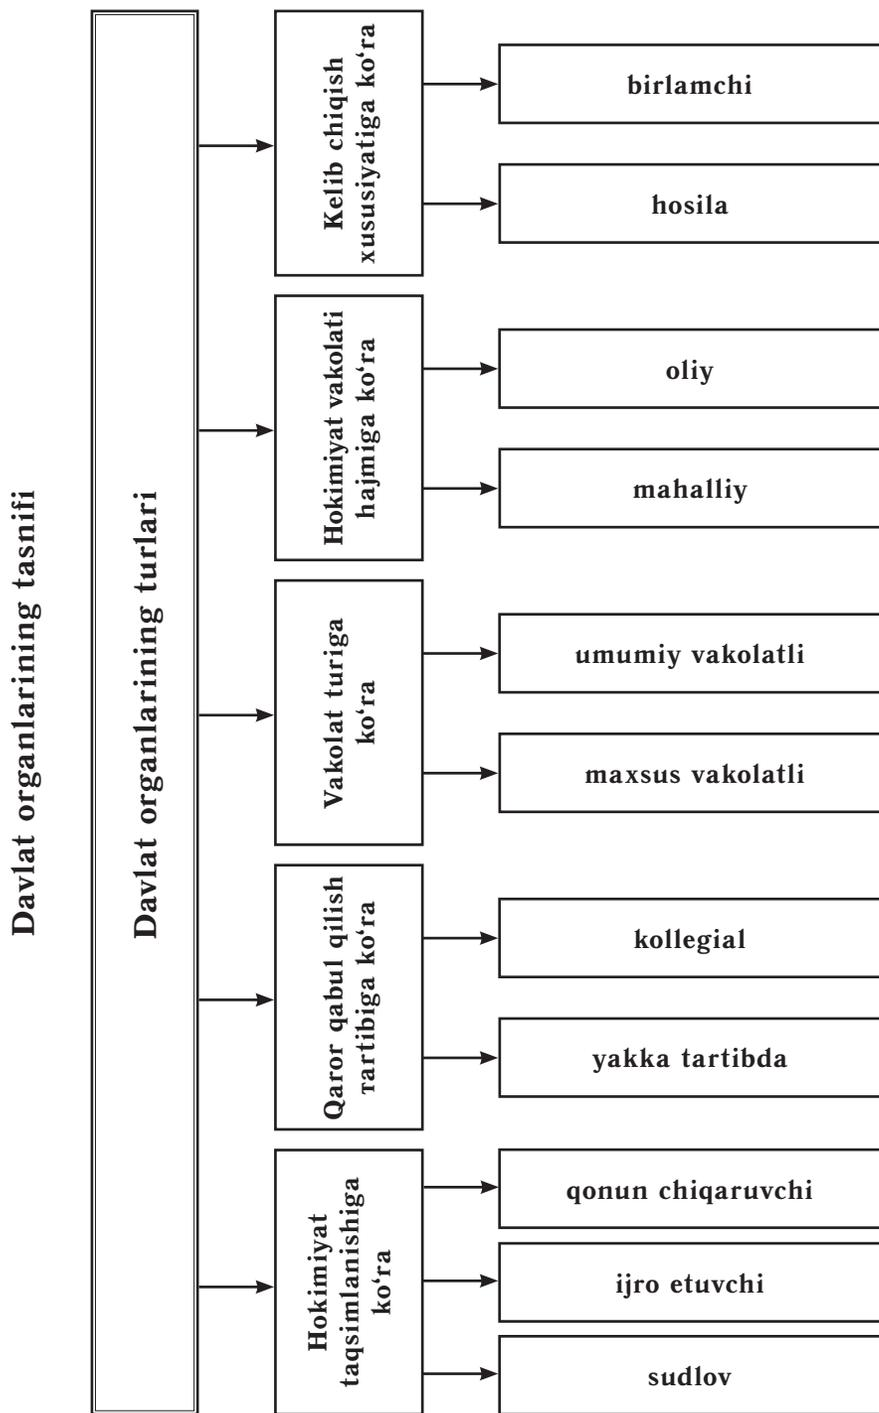 Davlat organlarining tasnifi
Davlat organlarining turlari
Kelib chiqish
xususiyatiga ko‘ra
birlamchi
hosila
Hokimiyat vakolati
hajmiga ko‘ra
oliy
mahalliy
Vakolat turiga
ko‘ra
umumiy vakolatli
maxsus vakolatli
Qaror qabul qilish
tartibiga ko‘ra
kollegial
yakka tartibda
Hokimiyat
taqsimlanishiga
ko‘ra
qonun chiqaruvchi
ijro etuvchi
sudlov